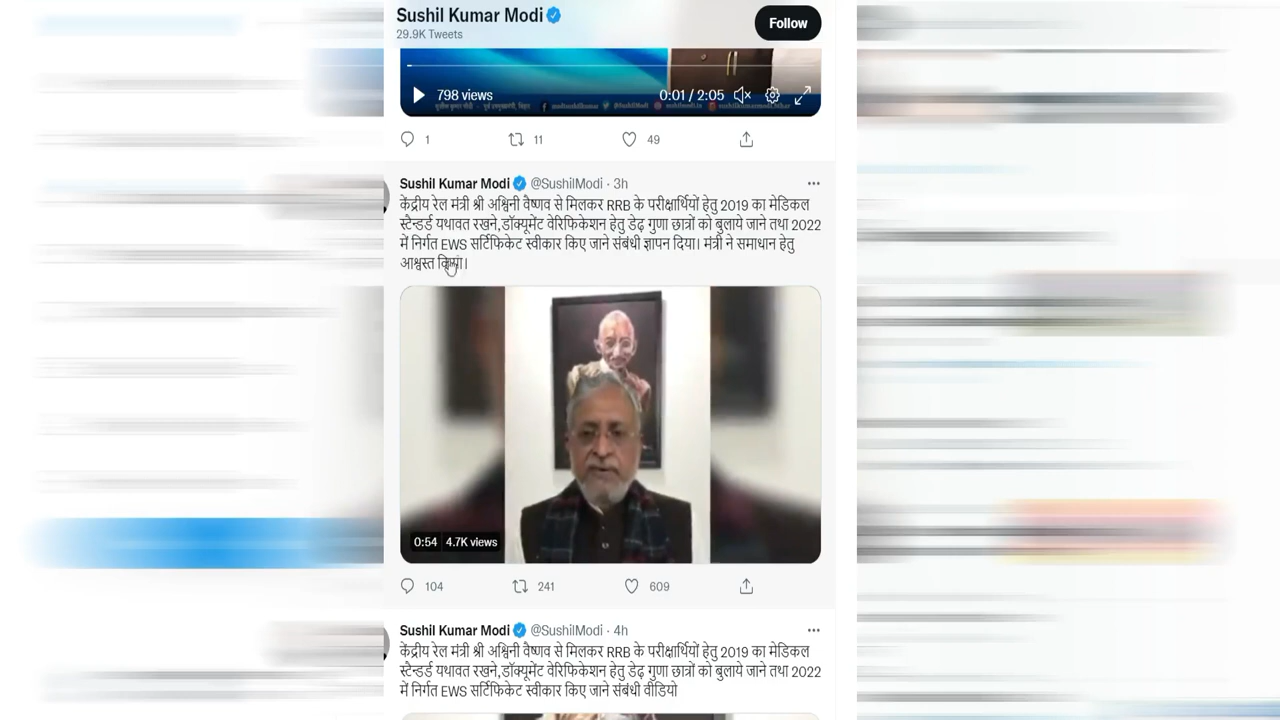 Sushil Kumar Modi
29.9K Tweets
Follow
798 views
0:01 / 2:05
1
11
49
Sushil Kumar Modi @SushilModi · 3h
केंद्रीय रेल मंत्री श्री अश्विनी वैष्णव से मिलकर RRB के परीक्षार्थियों हेतु 2019 का मेडिकल
स्टैन्डर्ड यथावत रखने,डॉक्यूमेंट वेरिफिकेशन हेतु डेढ़ गुणा छात्रों को बुलाये जाने तथा 2022
में निर्गत EWS सर्टिफिकेट स्वीकार किए जाने संबंधी ज्ञापन दिया। मंत्री ने समाधान हेतु
आश्वस्त किया।
0:54 4.7K views
104
241
609
Sushil Kumar Modi @SushilModi · 4h
केंद्रीय रेल मंत्री श्री अश्विनी वैष्णव से मिलकर RRB के परीक्षार्थियों हेतु 2019 का मेडिकल
स्टैन्डर्ड यथावत रखने,डॉक्यूमेंट वेरिफिकेशन हेतु डेढ़ गुणा छात्रों को बुलाये जाने तथा 2022
में निर्गत EWS सर्टिफिकेट स्वीकार किए जाने संबंधी वीडियो